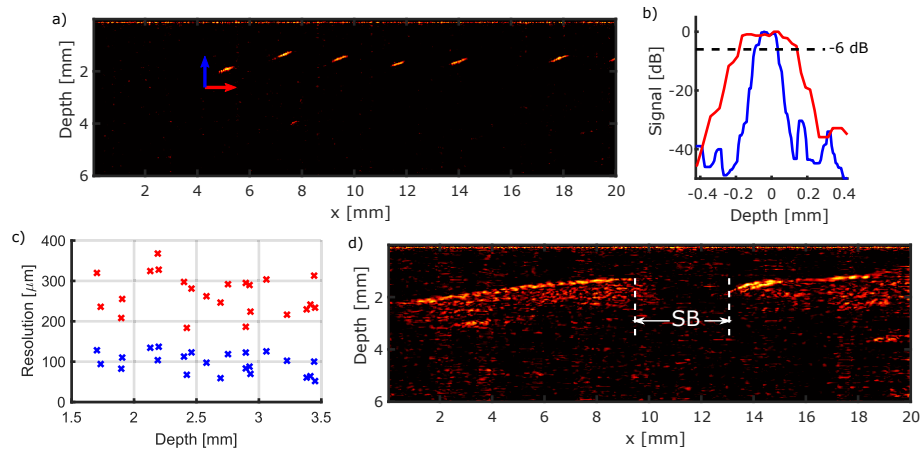 a)
Depth [mm]
2
4
6
2 4 6 8 10 12 14 16 18 20
x [mm]
b)
Signal [dB]
0
-20
-40
-6 dB
-0.4 -0.2 0 0.2 0.4
Depth [mm]
c)
Resolution [μm]
400
300
200
100
0
1.5 2 2.5 3 3.5
Depth [mm]
d)
Depth [mm]
2
4
6
SB
2 4 6 8 10 12 14 16 18 20
x [mm]